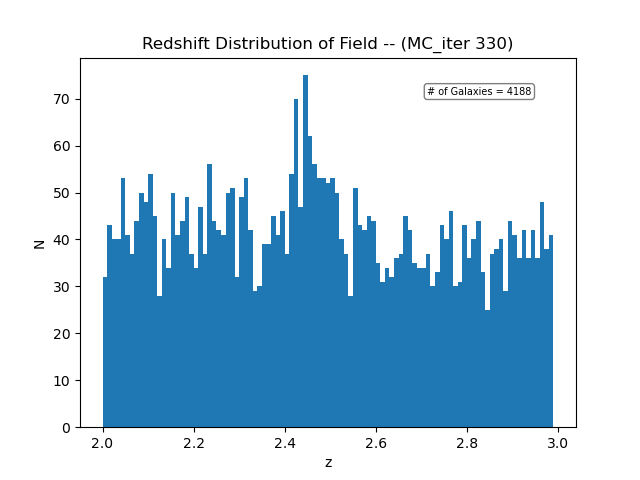 Redshift Distribution of Field -- (MC_iter 330)
# of Galaxies = 4188
70
60
50
40
30
20
10
0
N
2.0 2.2 2.4 2.6 2.8 3.0
z